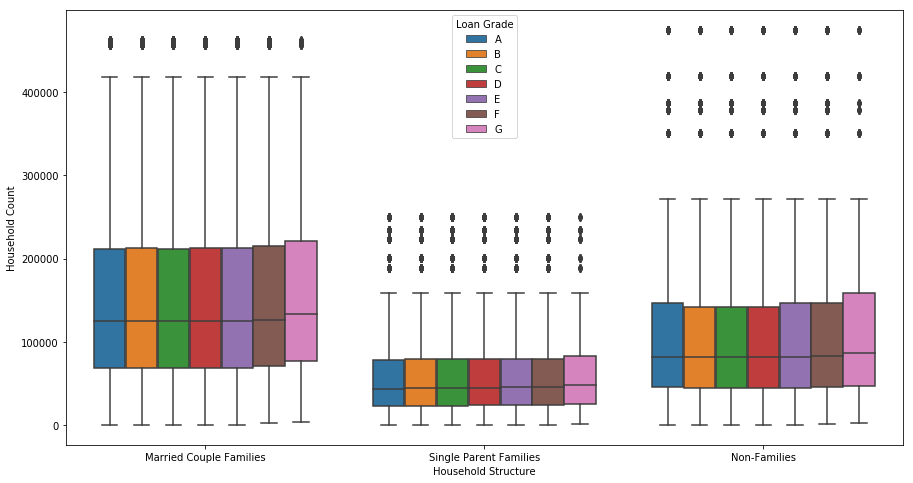 Loan Grade
A
B
C
D
E
F
G
400000
300000
200000
100000
0
Household Count
Married Couple Families
Single Parent Families
Non-Families
Household Structure